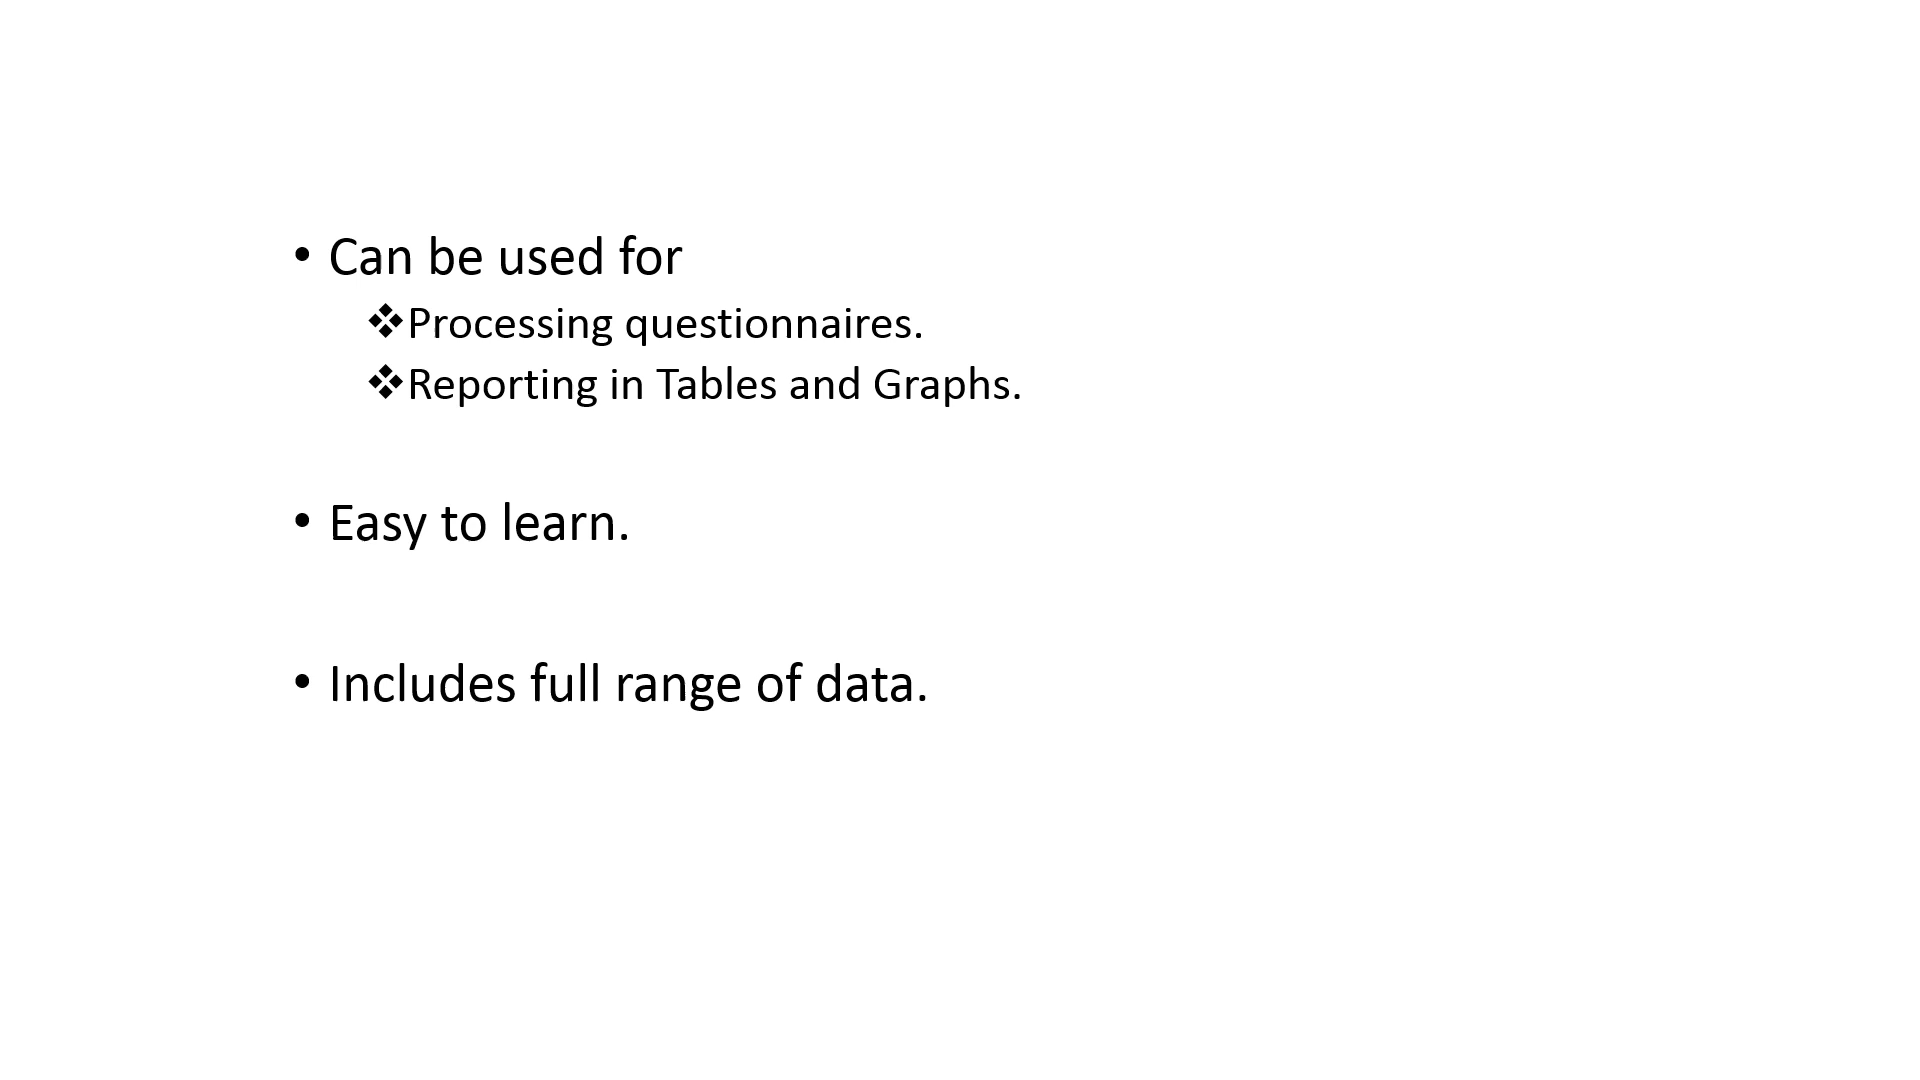 • Can be used for
❖Processing questionnaires.
❖Reporting in Tables and Graphs.
• Easy to learn.
• Includes full range of data.